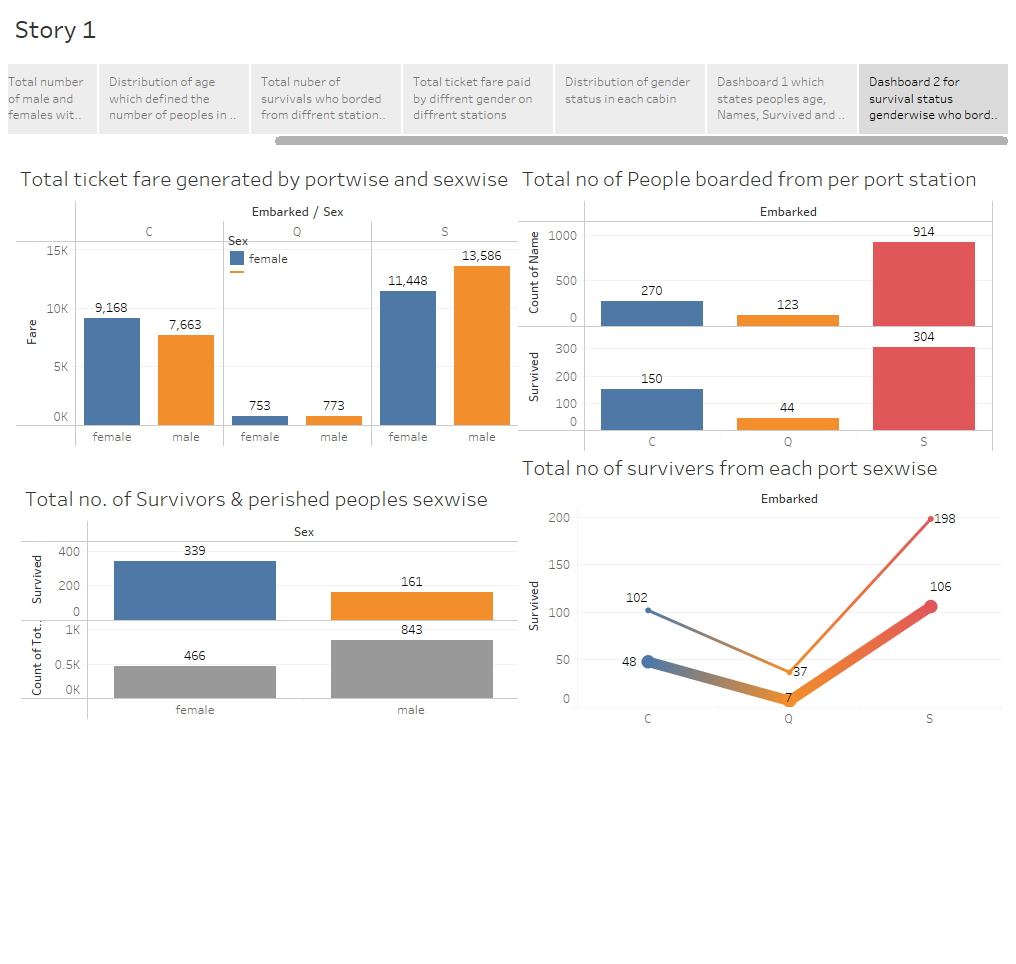 Story 1
Total number
of male and
females wit..
Distribution of age
which defined the
number of peoples in ..
Total nuber of
survivals who borded
from diffrent station..
Total ticket fare paid
by diffrent gender on
diffrent stations
Distribution of gender
status in each cabin
Dashboard 1 which
states peoples age,
Names, Survived and ..
Dashboard 2 for
survival status
genderwise who bord..
Total ticket fare generated by portwise and sexwise
Embarked / Sex
C
Q
S
Sex
female
Fare
15K
10K
5K
0K
9,168
7,663
753
773
11,448
13,586
female
male
female
male
female
male
Total no of People boarded from per port station
Embarked
Count of Name
1000
500
0
270
123
914
Survived
300
200
100
0
150
44
304
C
Q
S
Total no. of Survivors & perished peoples sexwise
Sex
Survived
400
200
0
339
161
Count of Tot..
1K
0.5K
0K
466
843
female
male
Total no of survivers from each port sexwise
Embarked
Survived
200
150
100
50
0
102
48
37
7
198
106
C
Q
S